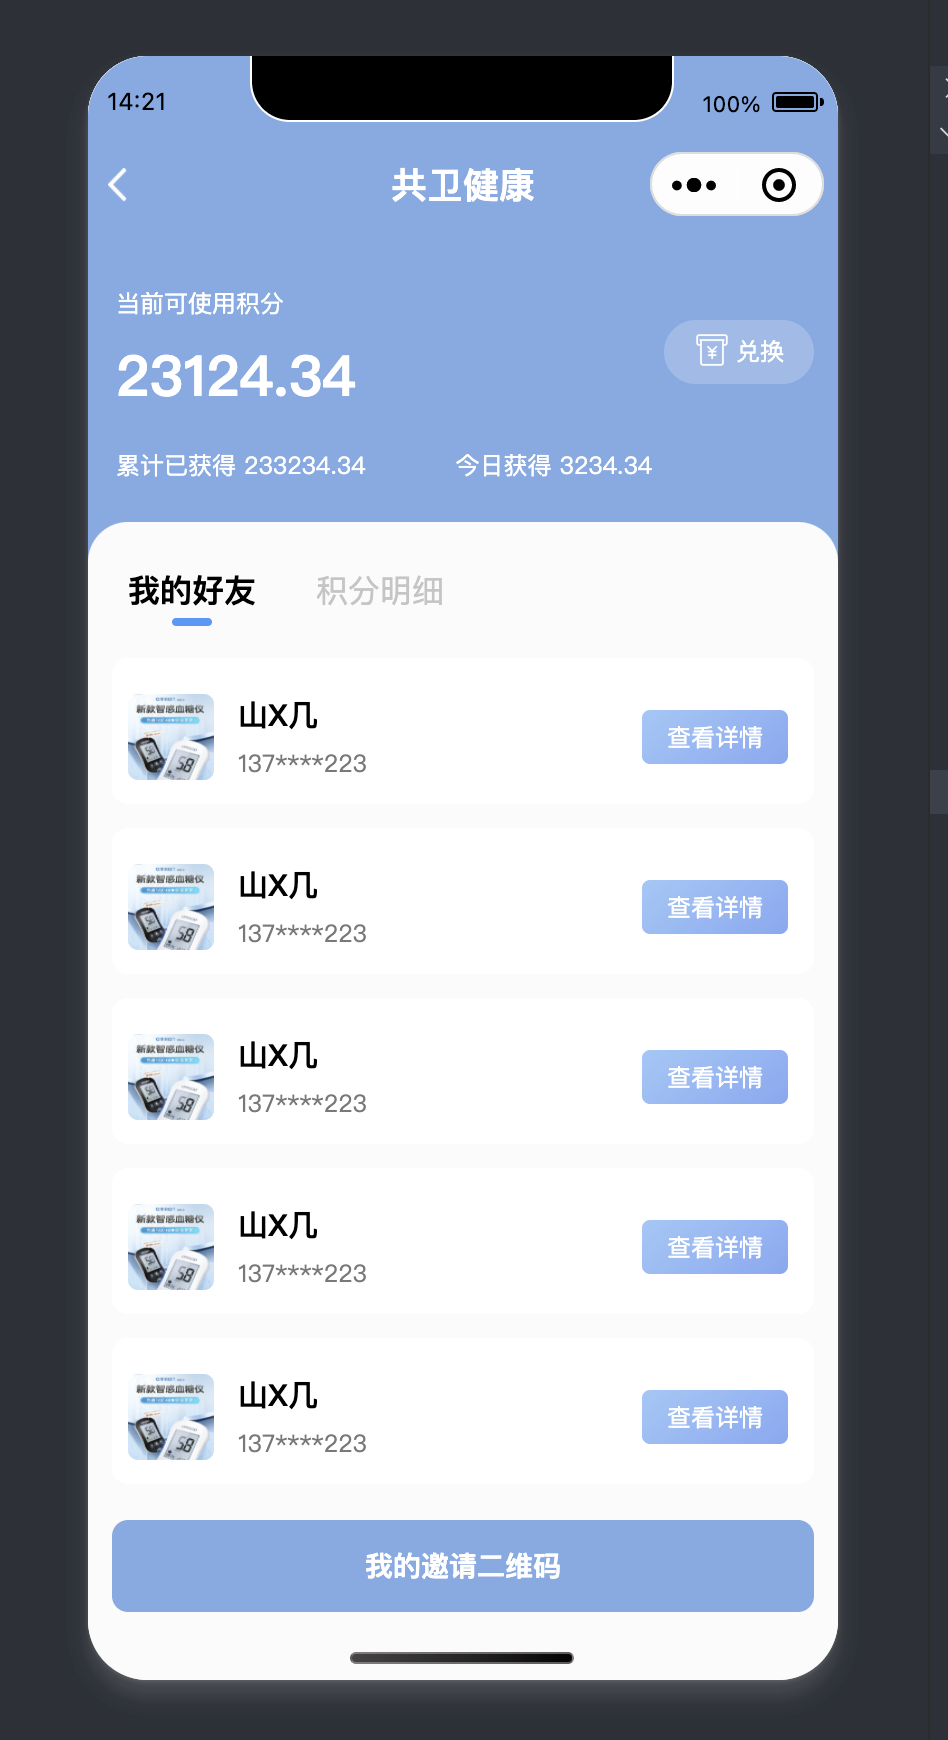 14:21
100%
共卫健康
当前可使用积分
23124.34
兑换
累计已获得 233234.34
今日获得 3234.34
我的好友
积分明细
新款智感血糖仪
山X几
137****223
查看详情
新款智感血糖仪
山X几
137****223
查看详情
新款智感血糖仪
山X几
137****223
查看详情
新款智感血糖仪
山X几
137****223
查看详情
新款智感血糖仪
山X几
137****223
查看详情
我的邀请二维码